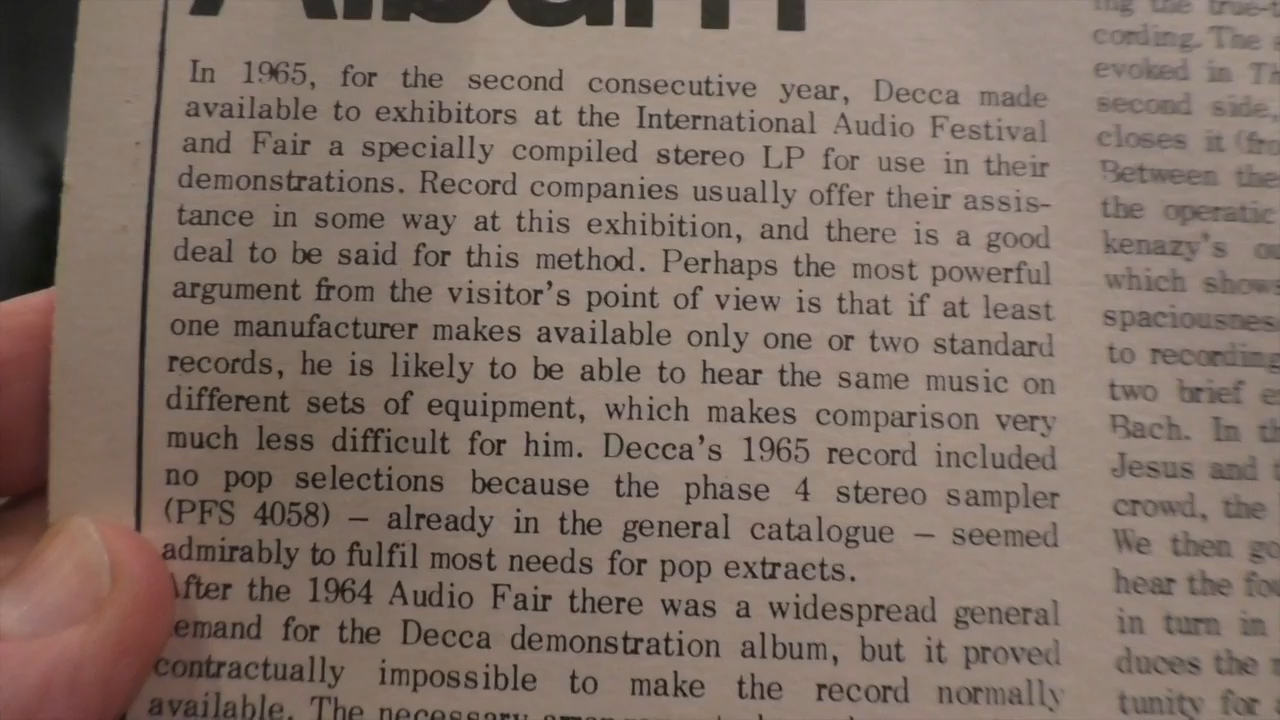 Album
In 1965, for the second consecutive year, Decca made
available to exhibitors at the International Audio Festival
and Fair a specially compiled stereo LP for use in their
demonstrations. Record companies usually offer their assis-
tance in some way at this exhibition, and there is a good
deal to be said for this method. Perhaps the most powerful
argument from the visitor's point of view is that if at least
one manufacturer makes available only one or two standard
records, he is likely to be able to hear the same music on
different sets of equipment, which makes comparison very
much less difficult for him. Decca's 1965 record included
no pop selections because the phase 4 stereo sampler
(PFS 4058) – already in the general catalogue – seemed
admirably to fulfil most needs for pop extracts.
After the 1964 Audio Fair there was a widespread general
emand for the Decca demonstration album, but it proved
contractually impossible to make the record normally
available. The necessary
ing the true-
cording. The
evoked in
second side,
closes it
Between the
the operatic
kenazy's
which shows
spaciousnes
to recording
two brief
Bach. In
Jesus and
crowd, the
We then go
hear the
in turn in
duces the
tunity for